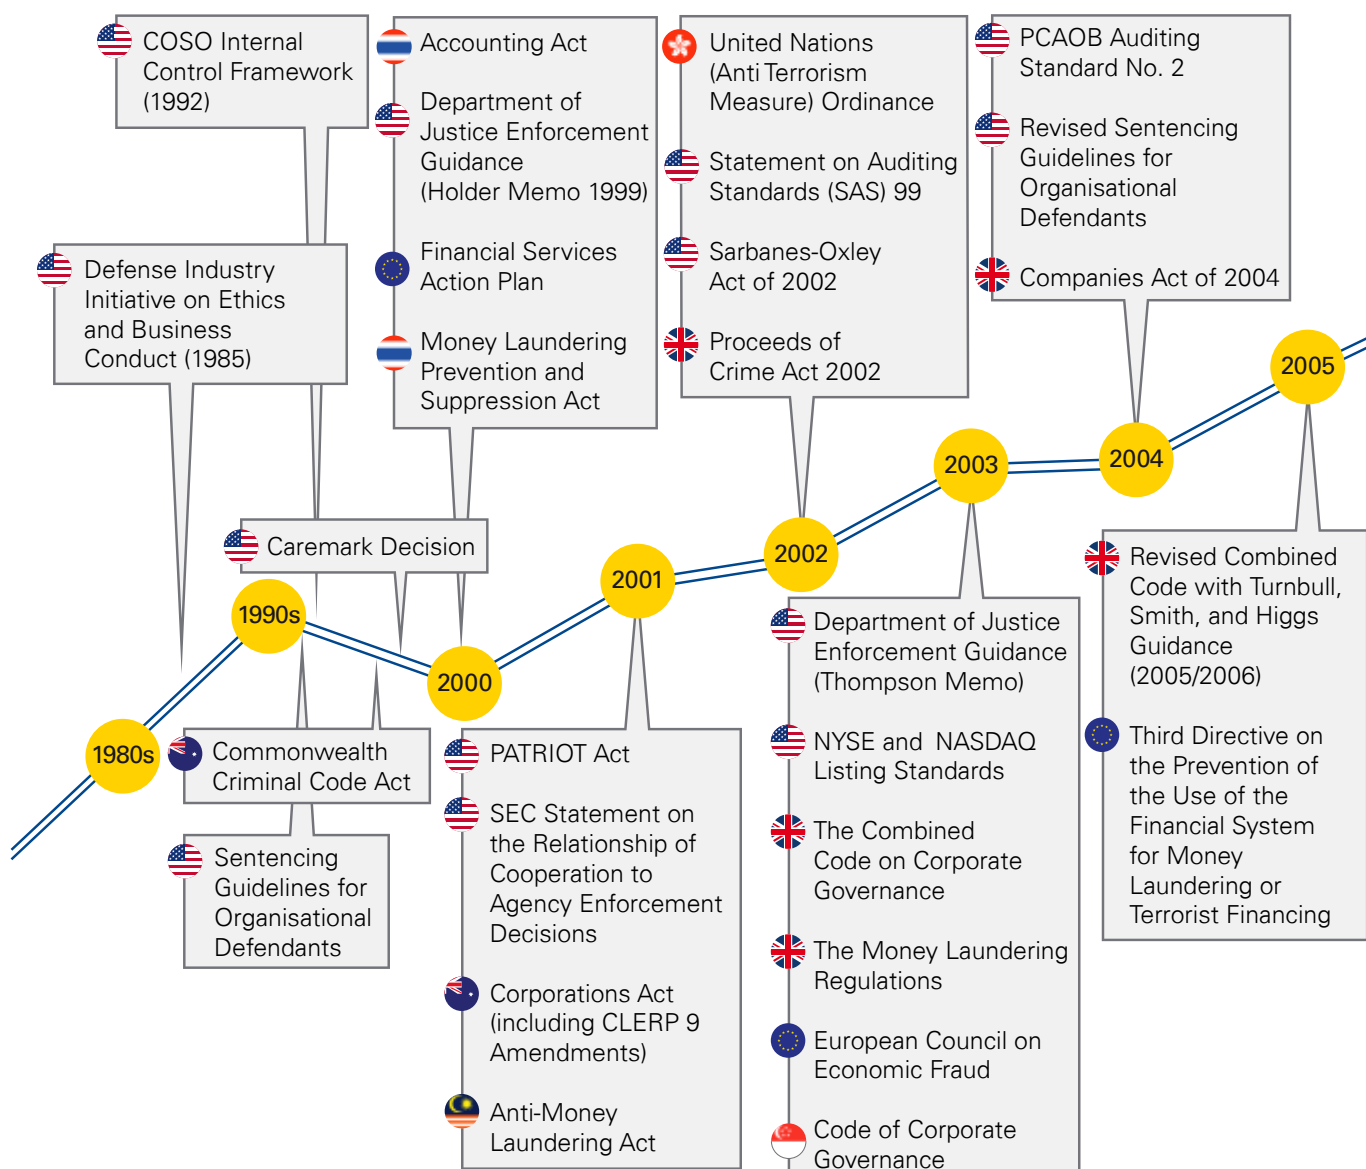 COSO Internal
Control Framework
(1992)
Defense Industry
Initiative on Ethics
and Business
Conduct (1985)
Accounting Act
Department of
Justice Enforcement
Guidance
(Holder Memo 1999)
Financial Services
Action Plan
Money Laundering
Prevention and
Suppression Act
United Nations
(Anti Terrorism
Measure) Ordinance
Statement on Auditing
Standards (SAS) 99
Sarbanes-Oxley
Act of 2002
Proceeds of
Crime Act 2002
PCAOB Auditing
Standard No. 2
Revised Sentencing
Guidelines for
Organisational
Defendants
Companies Act of 2004
Caremark Decision
1980s
1990s
2000
2001
2002
2003
2004
2005
Commonwealth
Criminal Code Act
Sentencing
Guidelines for
Organisational
Defendants
PATRIOT Act
SEC Statement on
the Relationship of
Cooperation to
Agency Enforcement
Decisions
Corporations Act
(including CLERP 9
Amendments)
Anti-Money
Laundering Act
Department of Justice
Enforcement Guidance
(Thompson Memo)
NYSE and NASDAQ
Listing Standards
The Combined
Code on Corporate
Governance
The Money Laundering
Regulations
European Council on
Economic Fraud
Code of Corporate
Governance
Revised Combined
Code with Turnbull,
Smith, and Higgs
Guidance
(2005/2006)
Third Directive on
the Prevention of
the Use of the
Financial System
for Money
Laundering or
Terrorist Financing